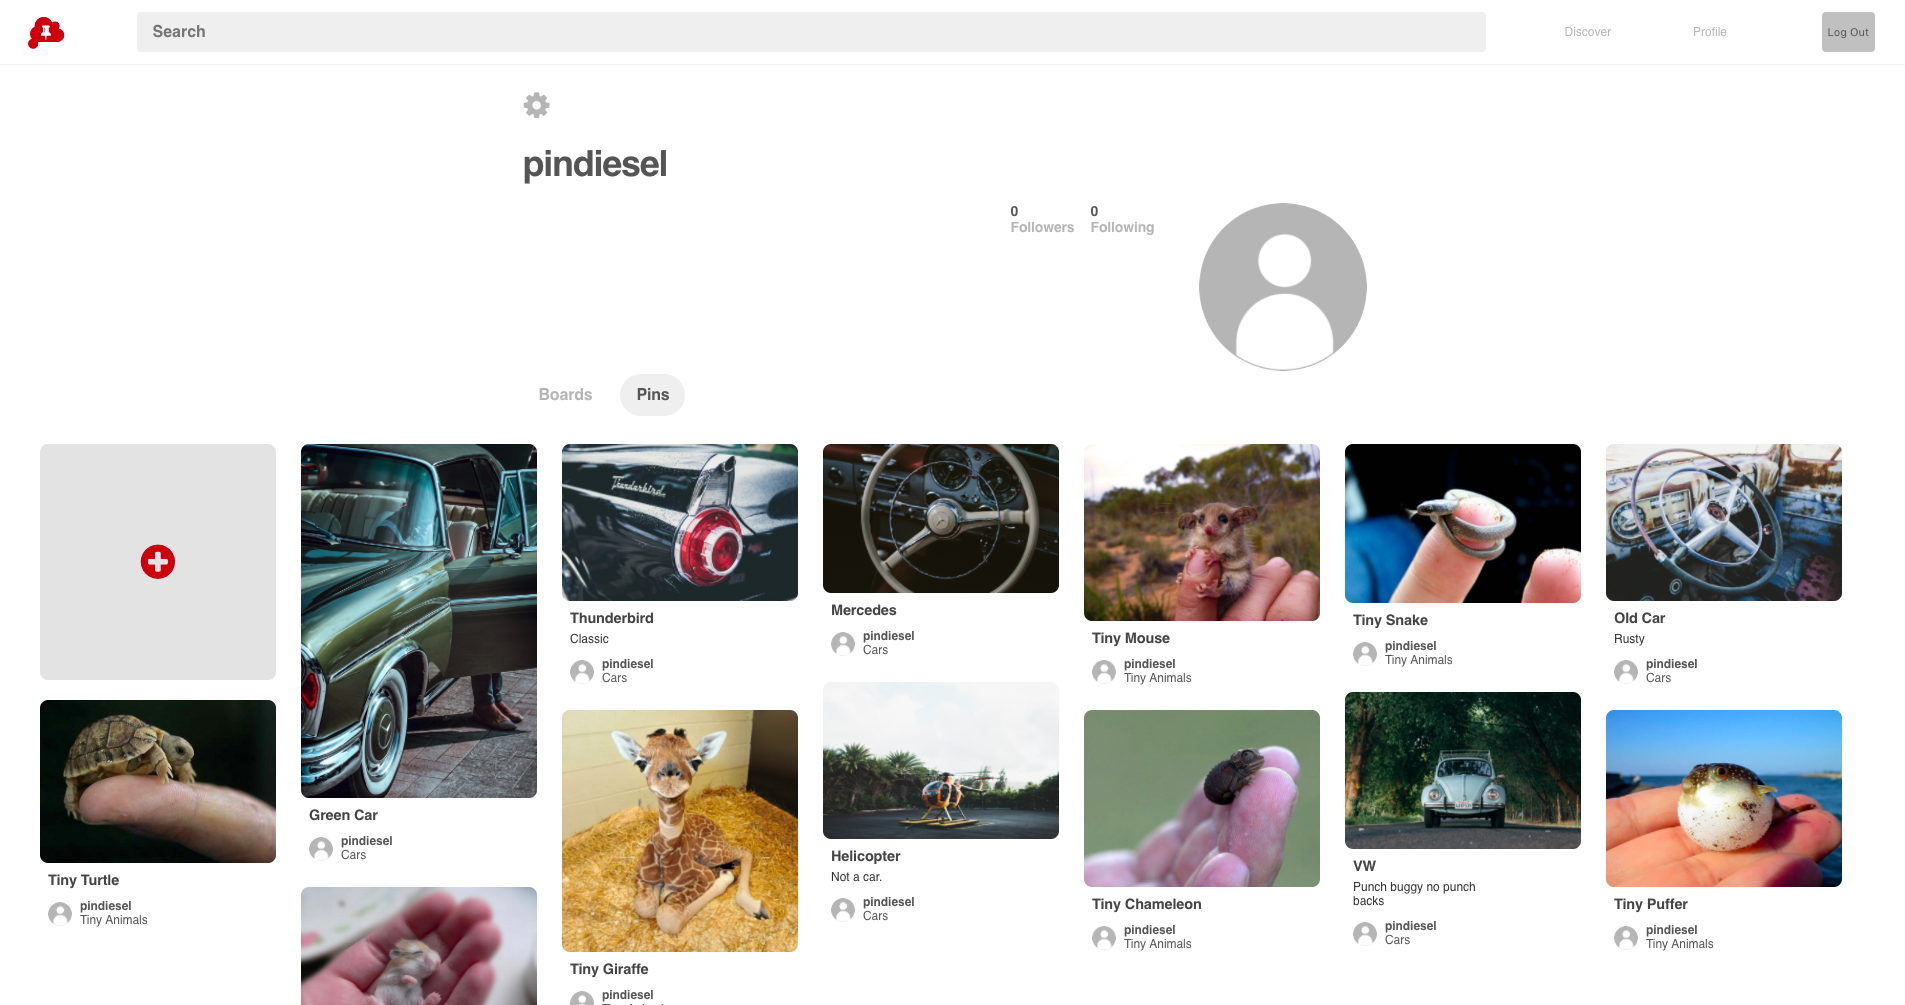 Search
Discover
Profile
Log Out
pindiesel
0
Followers
0
Following
Boards
Pins
Tiny Turtle
pindiesel
Tiny Animals
Green Car
pindiesel
Cars
Thunderbird
Thunderbird
Classic
pindiesel
Cars
Tiny Giraffe
pindiesel
Mercedes
pindiesel
Cars
Helicopter
Not a car.
pindiesel
Cars
Tiny Mouse
pindiesel
Tiny Animals
Tiny Chameleon
pindiesel
Tiny Animals
Tiny Snake
pindiesel
Tiny Animals
VW
Punch buggy no punch
backs
pindiesel
Cars
Old Car
Rusty
pindiesel
Cars
Tiny Puffer
pindiesel
Tiny Animals